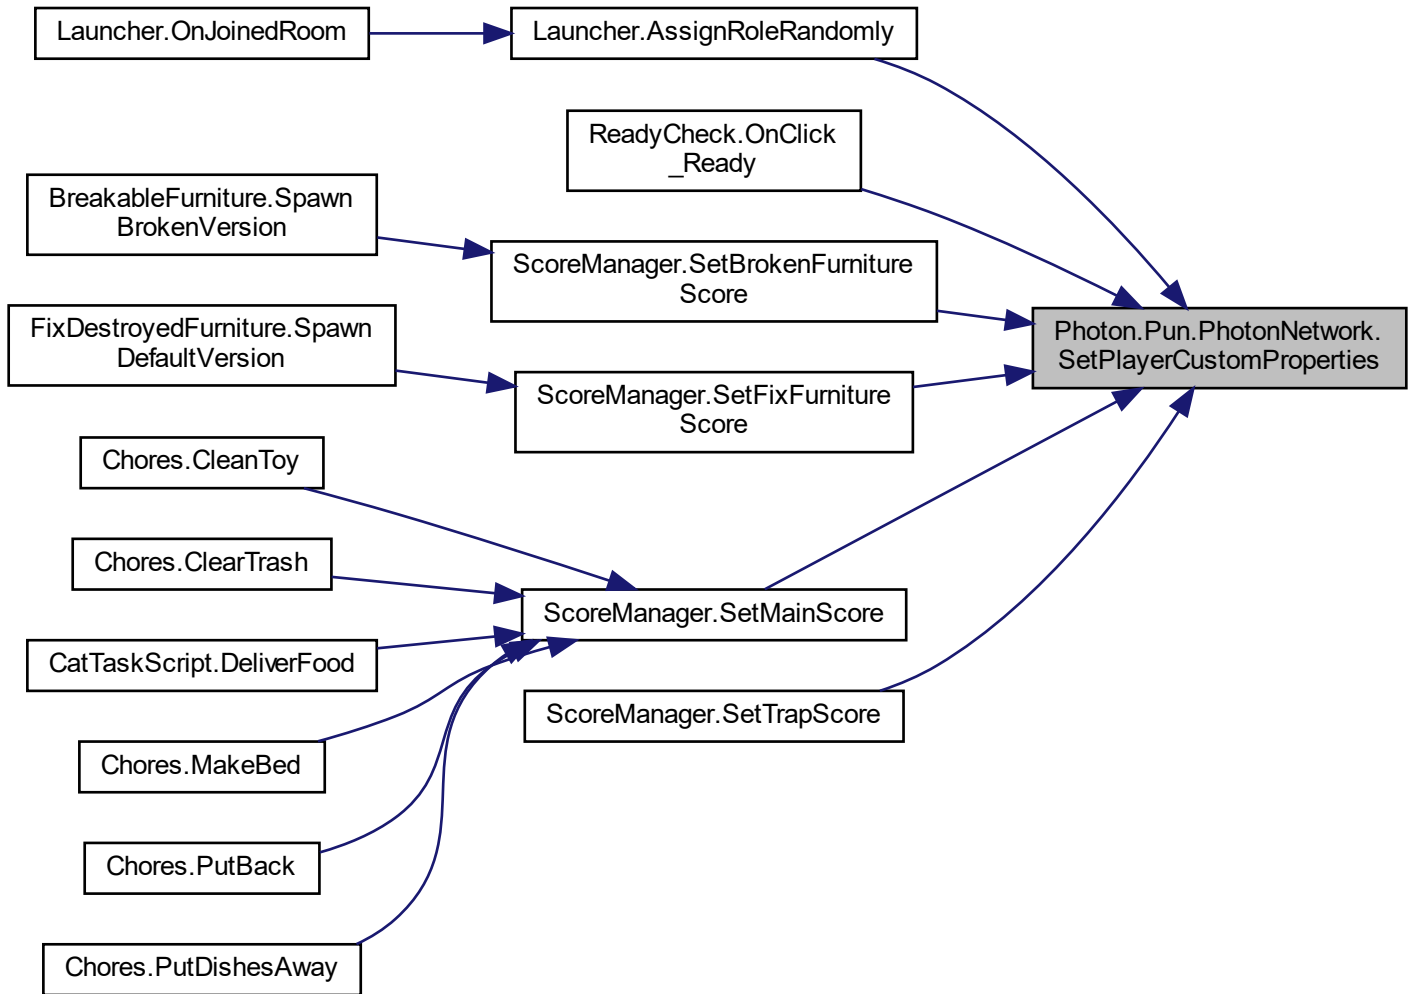 Launcher.OnJoinedRoom
Launcher.AssignRoleRandomly
ReadyCheck.OnClick
_Ready
BreakableFurniture.Spawn
BrokenVersion
ScoreManager.SetBrokenFurniture
Score
FixDestroyedFurniture.Spawn
DefaultVersion
ScoreManager.SetFixFurniture
Score
Photon.Pun.PhotonNetwork.
SetPlayerCustomProperties
Chores.CleanToy
Chores.ClearTrash
ScoreManager.SetMainScore
CatTaskScript.DeliverFood
ScoreManager.SetTrapScore
Chores.MakeBed
Chores.PutBack
Chores.PutDishesAway